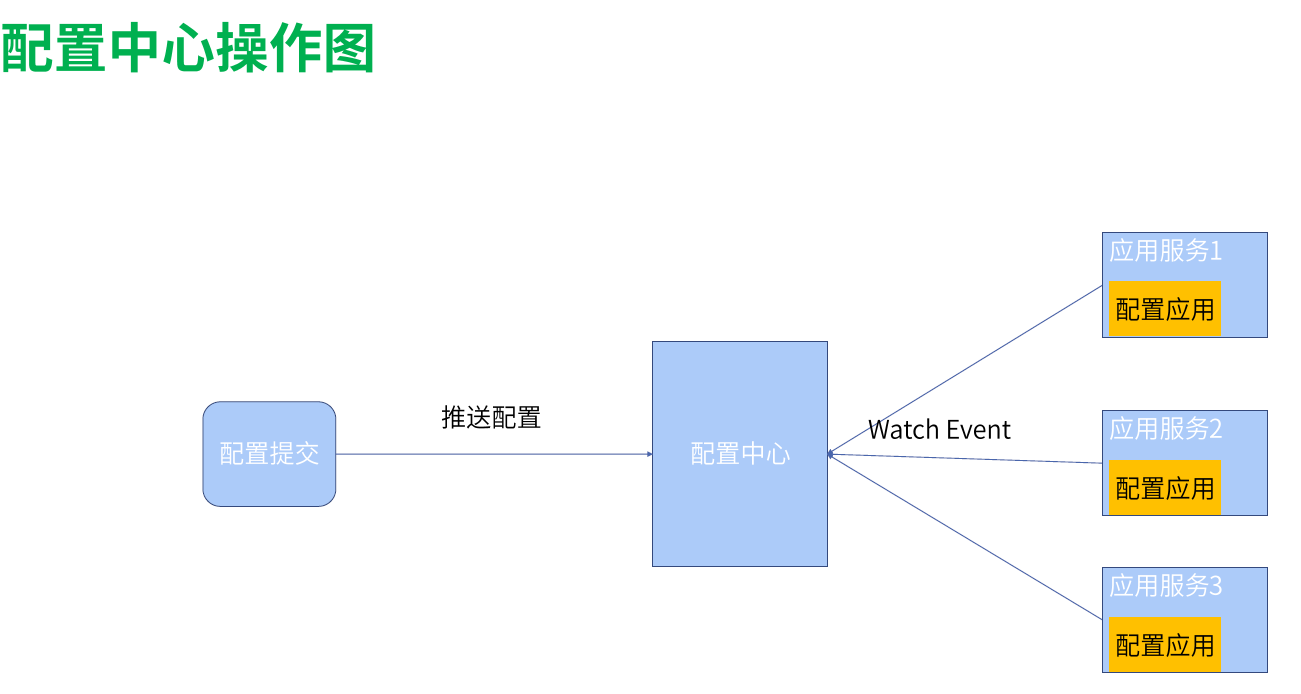 配置中心操作图
应用服务1
配置应用
推送配置
配置提交
配置中心
Watch Event
应用服务2
配置应用
应用服务3
配置应用